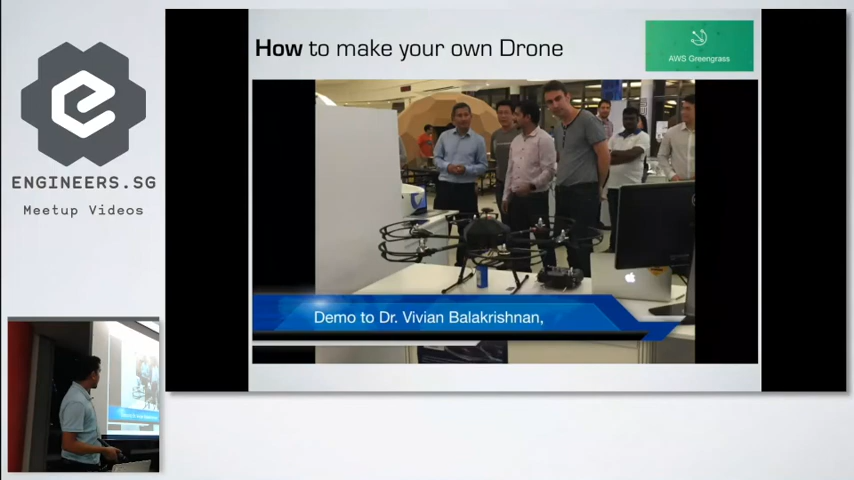 How to make your own Drone
AWS Greengrass
ENGINEERS.SG
Meetup Videos
Demo to Dr. Vivian Balakrishnan,